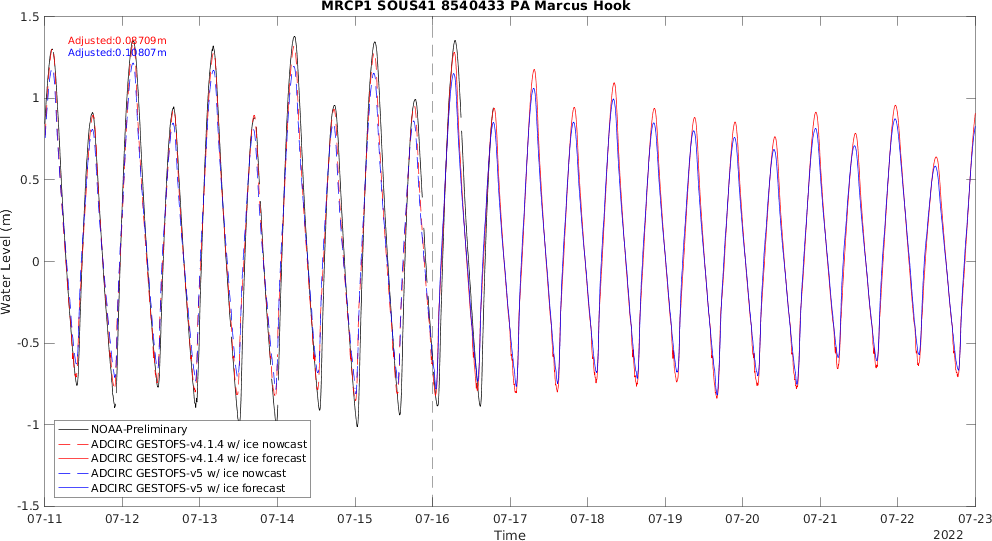 MRCP1 SOUS41 8540433 PA Marcus Hook
1.5
Adjusted:0.08709m
Adjusted:0.10807m
1
0.5
0
-0.5
-1
-1.5
Water Level (m)
NOAA-Preliminary
ADCIRC GESTOFS-v4.1.4 w/ ice nowcast
ADCIRC GESTOFS-v4.1.4 w/ ice forecast
ADCIRC GESTOFS-v5 w/ ice nowcast
ADCIRC GESTOFS-v5 w/ ice forecast
07-11 07-12 07-13 07-14 07-15 07-16 07-17 07-18 07-19 07-20 07-21 07-22 07-23
Time
2022